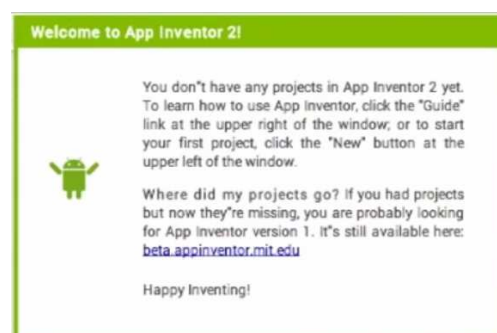 Welcome to App Inventor 2!
You don"t have any projects in App Inventor 2 yet.
To learn how to use App Inventor, click the "Guide"
link at the upper right of the window; or to start
your first project, click the "New" button at the
upper left of the window.
Where did my projects go? If you had projects
but now they"re missing, you are probably looking
for App Inventor version 1. It"s still available here:
beta.appinventor.mit.edu
Happy Inventing!